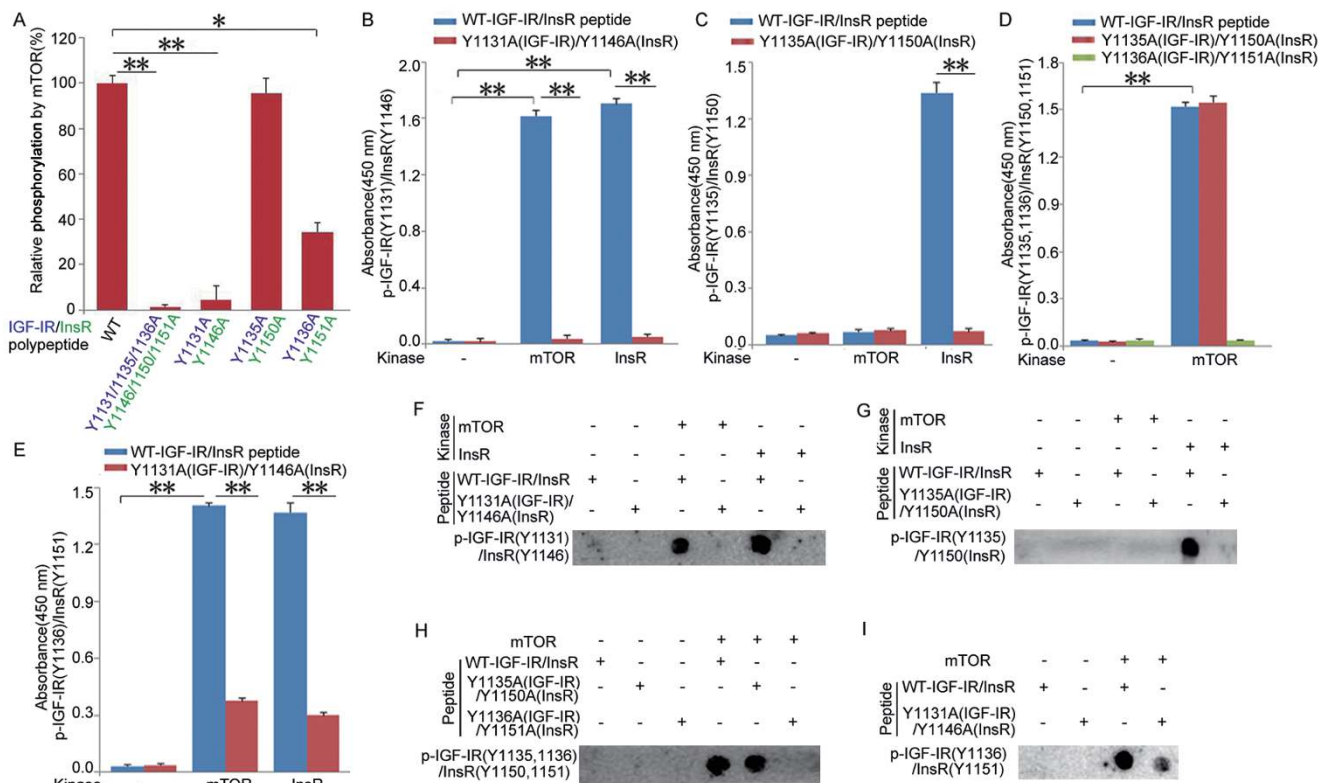 A
Ralative phosphorylation by mTOR(%)
120
100
80
60
40
20
0
*
**
**
IGF-IR/InsR
polypeptide
WT
Y1131/1135/1136A
Y1146/1150/1151A
Y1131A
Y1146A
Y1135A
Y1150A
Y1136A
Y1151A
B
WT-IGF-IR/InsR peptide
Y1131A(IGF-IR)/Y1146A(InsR)
Absorbance(450 nm)
p-IGF-IR(Y1131)/InsR(Y1146)
2.0
1.6
1.2
0.8
0.4
0.0
**
**
**
**
Kinase
-
mTOR
InsR
C
WT-IGF-IR/InsR peptide
Y1135A(IGF-IR)/Y1150A(InsR)
Absorbance(450 nm)
p-IGF-IR(Y1135)/InsR(Y1150)
1.5
1.2
0.9
0.6
0.3
0.0
**
Kinase
-
mTOR
InsR
D
WT-IGF-IR/InsR peptide
Y1135A(IGF-IR)/Y1150A(InsR)
Y1136A(IGF-IR)/Y1151A(InsR)
Absorbance(450 nm)
p-IGF-IR(Y1135,1136)/InsR(Y1150,1151)
1.8
1.5
1.2
0.9
0.6
0.3
0.0
**
Kinase
-
mTOR
E
WT-IGF-IR/InsR peptide
Y1131A(IGF-IR)/Y1146A(InsR)
Absorbance(450 nm)
p-IGF-IR(Y1136)/InsR(Y1151)
1.5
1.2
0.9
0.6
0.3
0.0
**
**
**
Kinase
-
mTOR
InsR
F
Kinase
mTOR - - + + - -
InsR - - - - + +
Peptide
WT-IGF-IR/InsR + - + - + -
Y1131A(IGF-IR)/
Y1146A(InsR) - + - + - +
p-IGF-IR(Y1131)
/InsR(Y1146)
G
Kinase
mTOR - - + + - -
InsR - - - - + +
Peptide
WT-IGF-IR/InsR + - + - + -
Y1135A(IGF-IR)
/Y1150A(InsR) - + - + - +
p-IGF-IR(Y1135)
/Y1150(InsR)
H
mTOR - - - + + +
Peptide
WT-IGF-IR/InsR + - - + - -
Y1135A(IGF-IR)
/Y1150A(InsR) - + - - + -
Y1136A(IGF-IR)
/Y1151A(InsR) - - + - - +
p-IGF-IR(Y1135,1136)
/InsR(Y1150,1151)
I
mTOR - - + +
Peptide
WT-IGF-IR/InsR + - + -
Y1131A(IGF-IR)
/Y1146A(InsR) - + - +
p-IGF-IR(Y1136)
/InsR(Y1151)